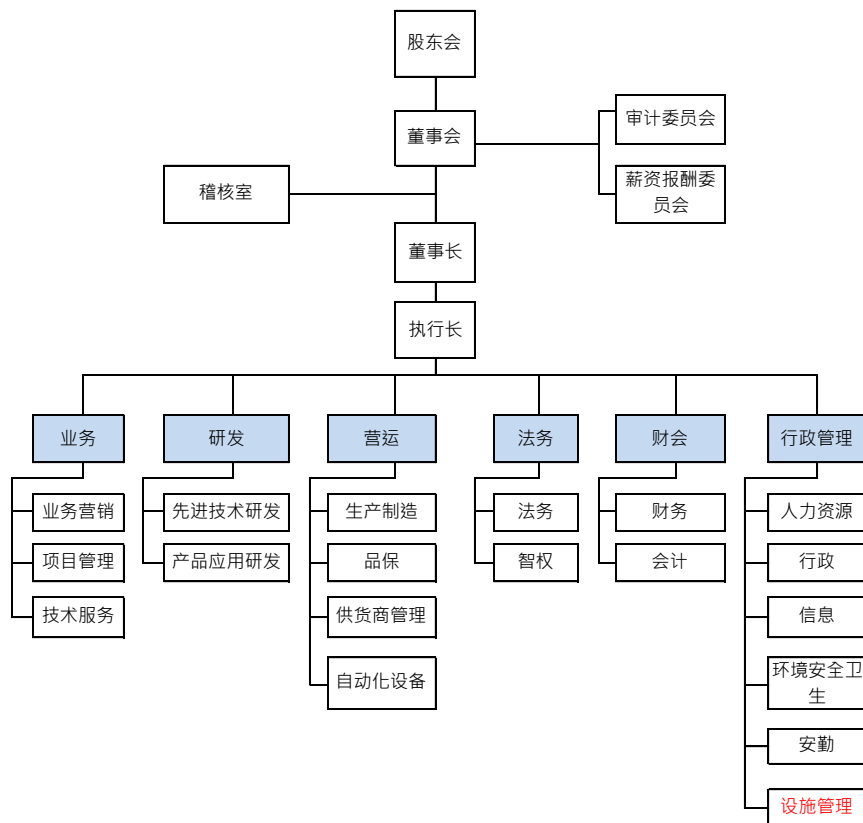 股东会
董事会
审计委员会
稽核室
薪资报酬委
员会
董事长
执行长
业务
研发
营运
法务
财会
行政管理
业务营销
先进技术研发
生产制造
法务
财务
人力资源
项目管理
产品应用研发
品保
智权
会计
行政
技术服务
供货商管理
信息
自动化设备
环境安全卫
生
安勤
设施管理